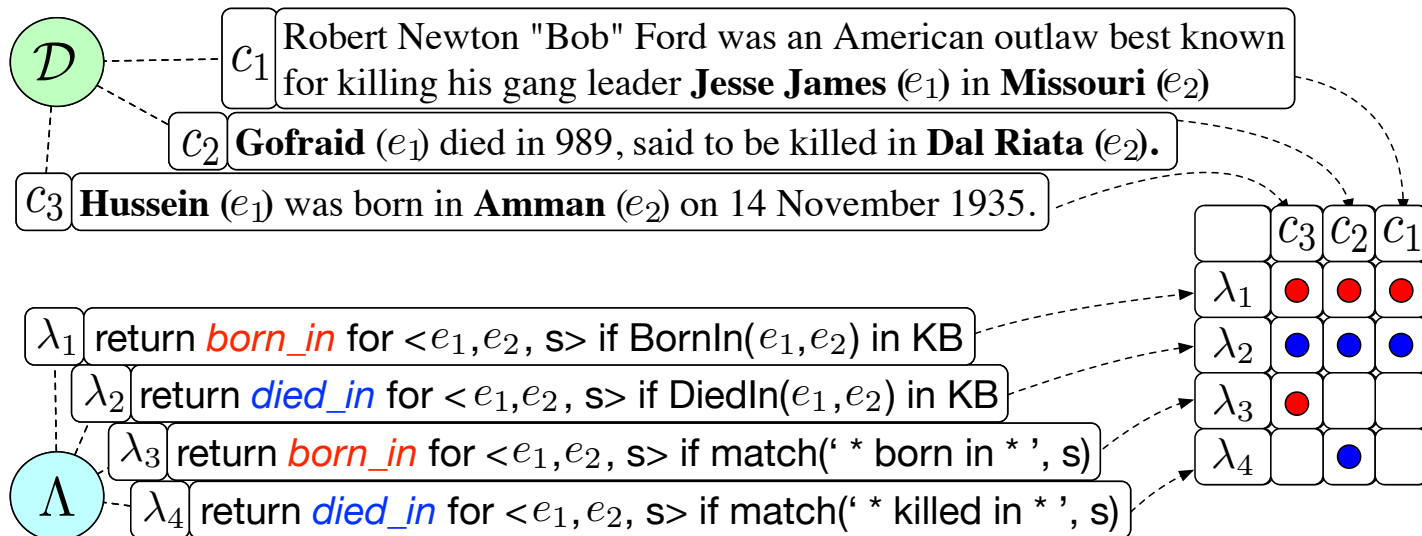 𝒟
c₁ Robert Newton "Bob" Ford was an American outlaw best known
for killing his gang leader Jesse James (e₁) in Missouri (e₂)
c₂ Gofraid (e₁) died in 989, said to be killed in Dal Riata (e₂).
c₃ Hussein (e₁) was born in Amman (e₂) on 14 November 1935.
c₃ c₂ c₁
λ₁
λ₂
λ₃
λ₄
λ₁ return born_in for <e₁,e₂, s> if BornIn(e₁,e₂) in KB
λ₂ return died_in for <e₁,e₂, s> if DiedIn(e₁,e₂) in KB
λ₃ return born_in for <e₁,e₂, s> if match(‘ * born in * ’, s)
λ₄ return died_in for <e₁,e₂, s> if match(‘ * killed in * ’, s)
Λ